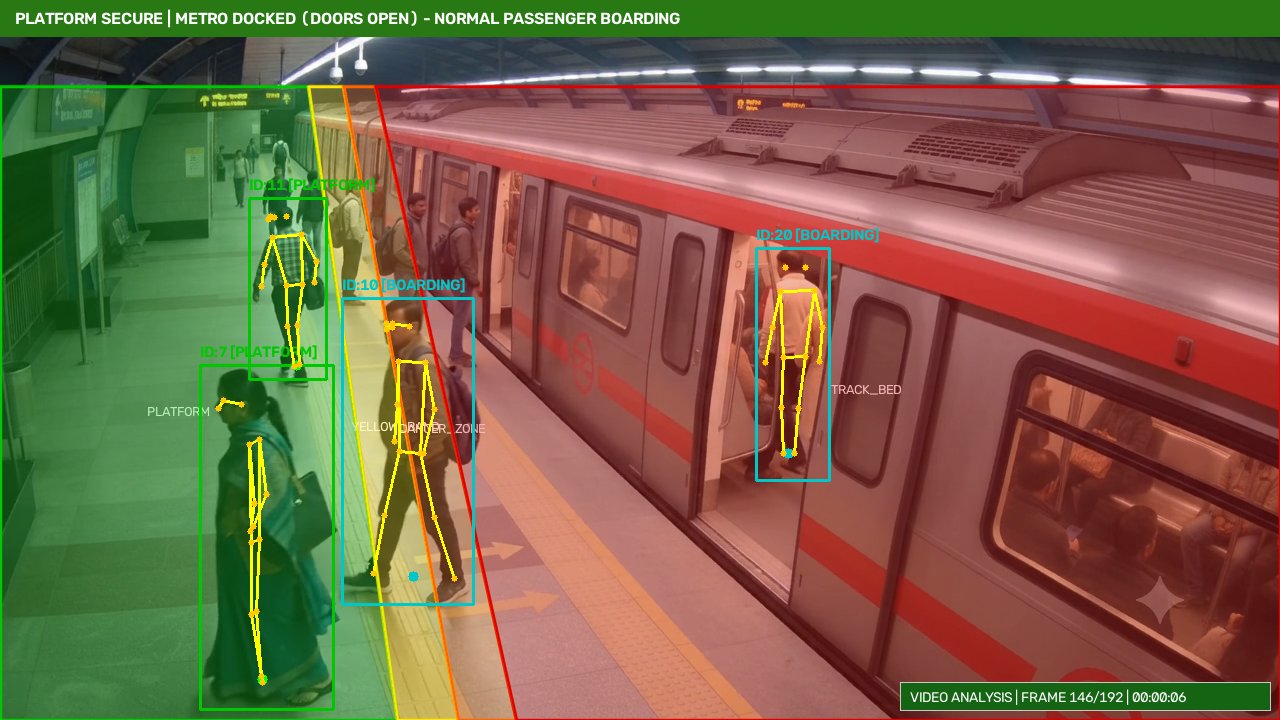 PLATFORM SECURE | METRO DOCKED (DOORS OPEN) - NORMAL PASSENGER BOARDING
ID:11 [PLATFORM]
ID:20 [BOARDING]
ID:10 [BOARDING]
ID:7 [PLATFORM]
TRACK_BED
PLATFORM
YELLOW_BAND
DANGER_ZONE
VIDEO ANALYSIS | FRAME 146/192 | 00:00:06